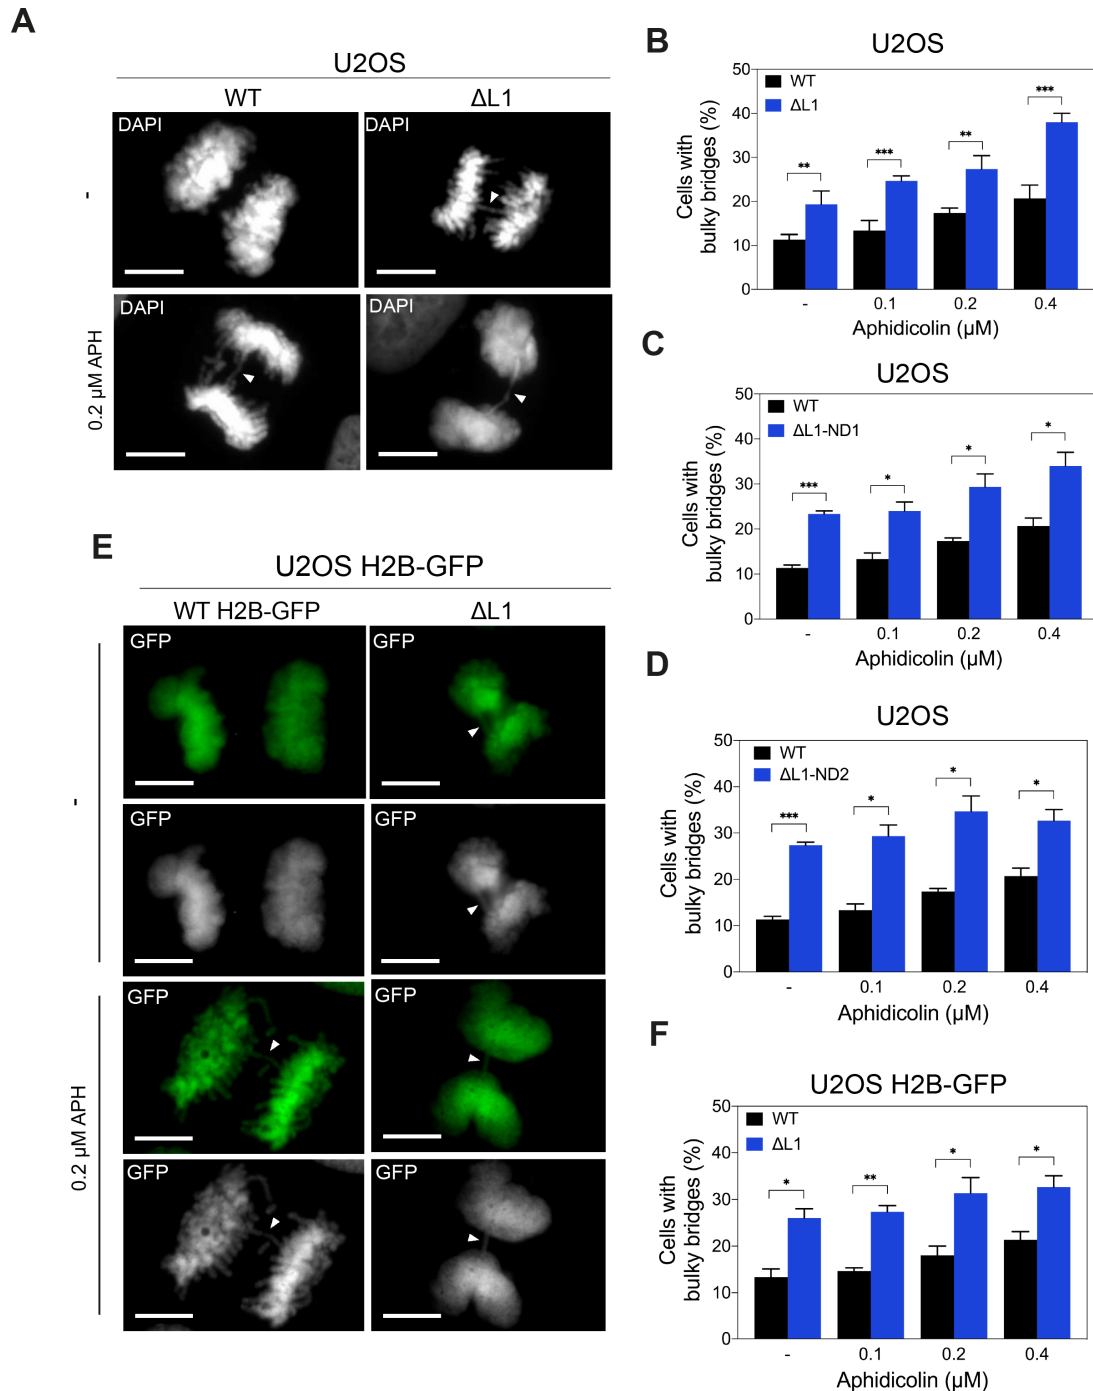 A
U2OS
WT ΔL1
DAPI DAPI
-
DAPI DAPI
0.2 µM APH
B
U2OS
Cells with
bulky bridges (%)
50
40
30
20
10
0
WT
ΔL1
** *** ** ***
- 0.1 0.2 0.4
Aphidicolin (µM)
C
U2OS
Cells with
bulky bridges (%)
50
40
30
20
10
0
WT
ΔL1-ND1
*** * * *
- 0.1 0.2 0.4
Aphidicolin (µM)
D
U2OS
Cells with
bulky bridges (%)
50
40
30
20
10
0
WT
ΔL1-ND2
*** * * *
- 0.1 0.2 0.4
Aphidicolin (µM)
E
U2OS H2B-GFP
WT H2B-GFP ΔL1
GFP GFP
-
GFP GFP
GFP GFP
0.2 µM APH
GFP GFP
F
U2OS H2B-GFP
Cells with
bulky bridges (%)
50
40
30
20
10
0
WT
ΔL1
* ** * *
- 0.1 0.2 0.4
Aphidicolin (µM)